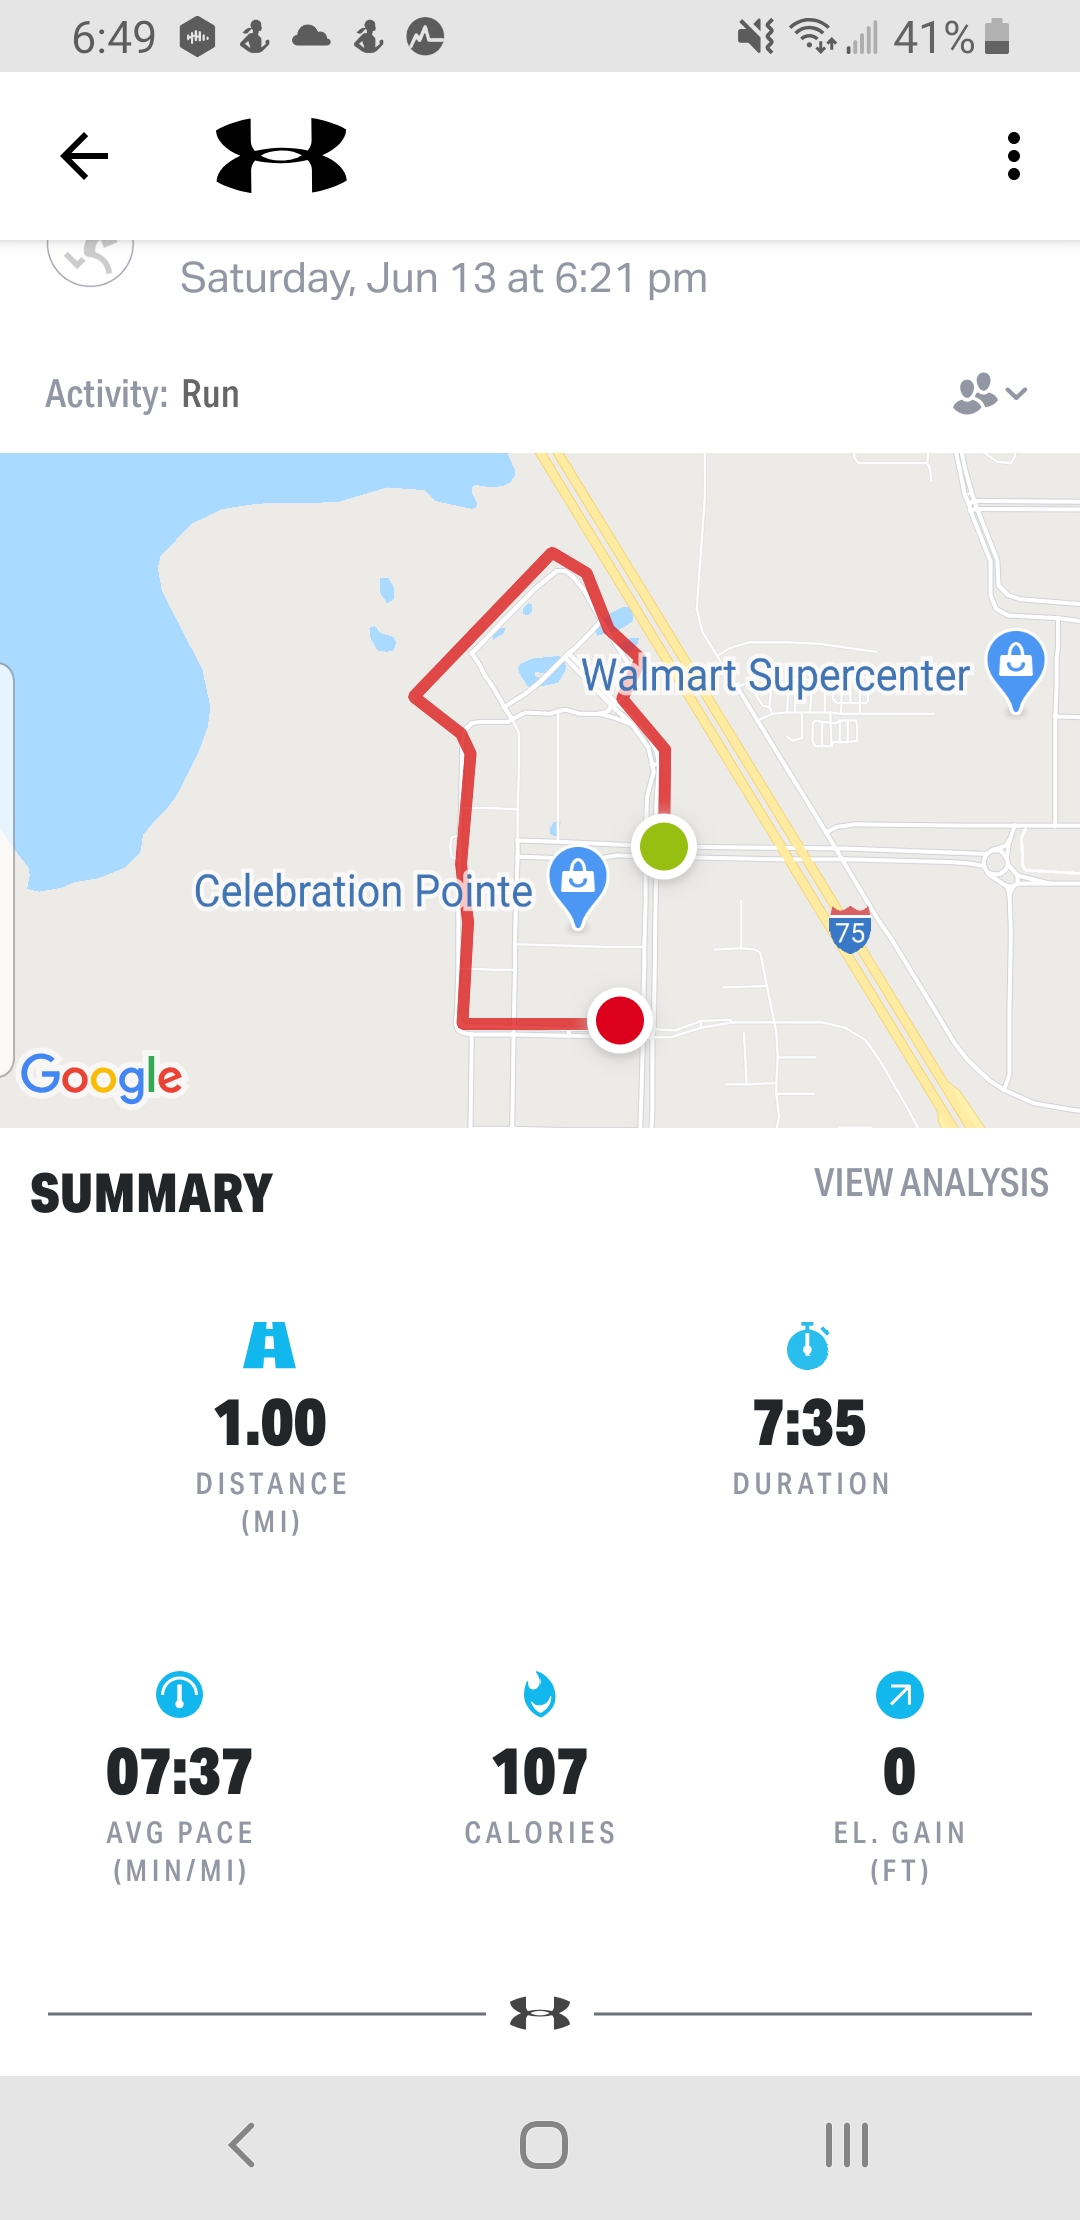 6:49
41%
Saturday, Jun 13 at 6:21 pm
Activity: Run
Walmart Supercenter
Celebration Pointe
75
Google
SUMMARY
VIEW ANALYSIS
1.00
DISTANCE
(MI)
7:35
DURATION
07:37
AVG PACE
(MIN/MI)
107
CALORIES
0
EL. GAIN
(FT)